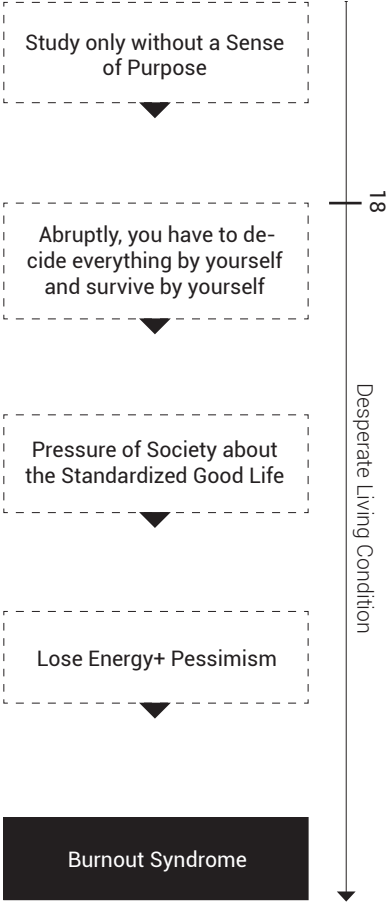 Study only without a Sense
of Purpose
18
Abruptly, you have to de-
cide everything by yourself
and survive by yourself
Pressure of Society about
the Standardized Good Life
Desperate Living Condition
Lose Energy+ Pessimism
Burnout Syndrome